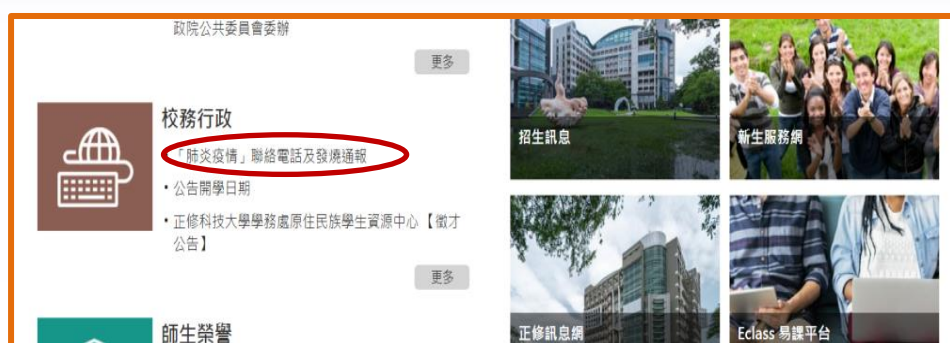 政院公共委員會委辦
更多
校務行政
「肺炎疫情」聯絡電話及發燒通報
• 公告開學日期
• 正修科技大學學務處原住民族學生資源中心【徵才
公告】
更多
師生榮譽
招生訊息
新生服務網
正修訊息網
Eclass 易課平台